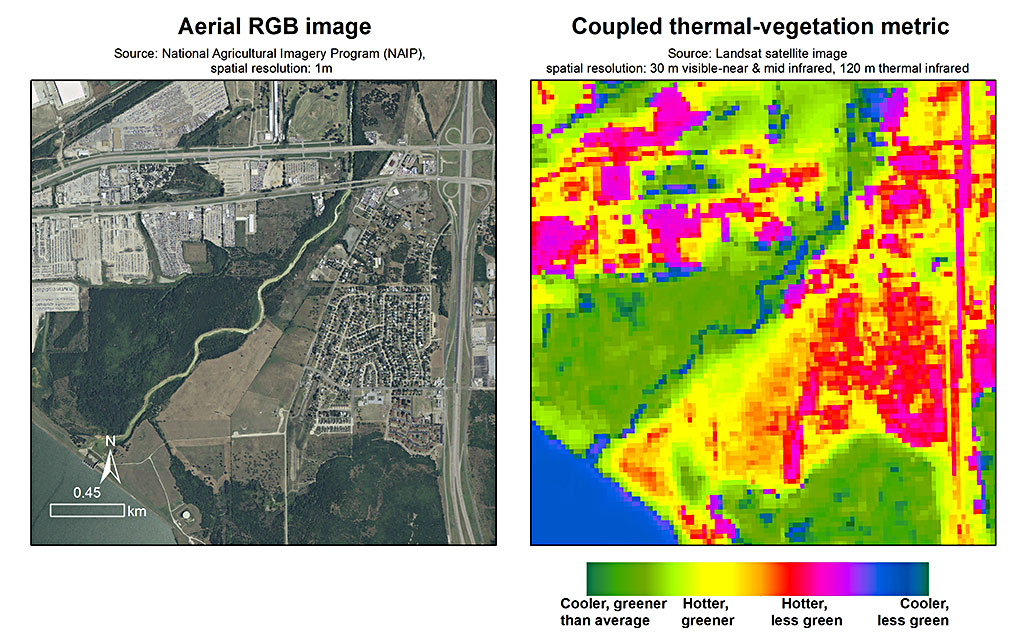 Aerial RGB image
Source: National Agricultural Imagery Program (NAIP),
spatial resolution: 1m
Coupled thermal-vegetation metric
Source: Landsat satellite image
spatial resolution: 30 m visible-near & mid infrared, 120 m thermal infrared
N
0.45
km
Cooler, greener
than average
Hotter,
greener
Hotter,
less green
Cooler,
less green